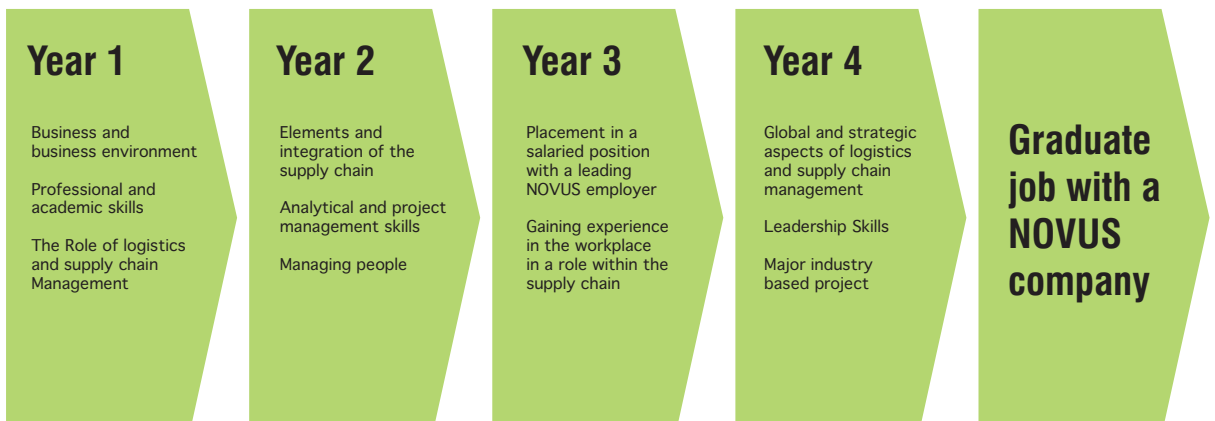 Year 1
Business and
business environment
Professional and
academic skills
The Role of logistics
and supply chain
Management
Year 2
Elements and
integration of the
supply chain
Analytical and project
management skills
Managing people
Year 3
Placement in a
salaried position
with a leading
NOVUS employer
Gaining experience
in the workplace
in a role within the
supply chain
Year 4
Global and strategic
aspects of logistics
and supply chain
management
Leadership Skills
Major industry
based project
Graduate
job with a
NOVUS
company